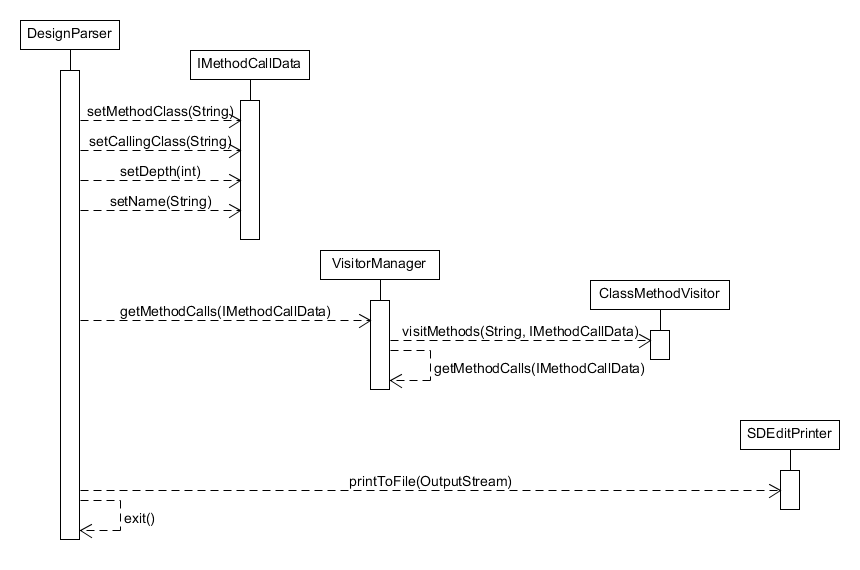 DesignParser
IMethodCallData
setMethodClass(String)
setCallingClass(String)
setDepth(int)
setName(String)
VisitorManager
ClassMethodVisitor
getMethodCalls(IMethodCallData)
visitMethods(String, IMethodCallData)
getMethodCalls(IMethodCallData)
SDEditPrinter
printToFile(OutputStream)
exit()